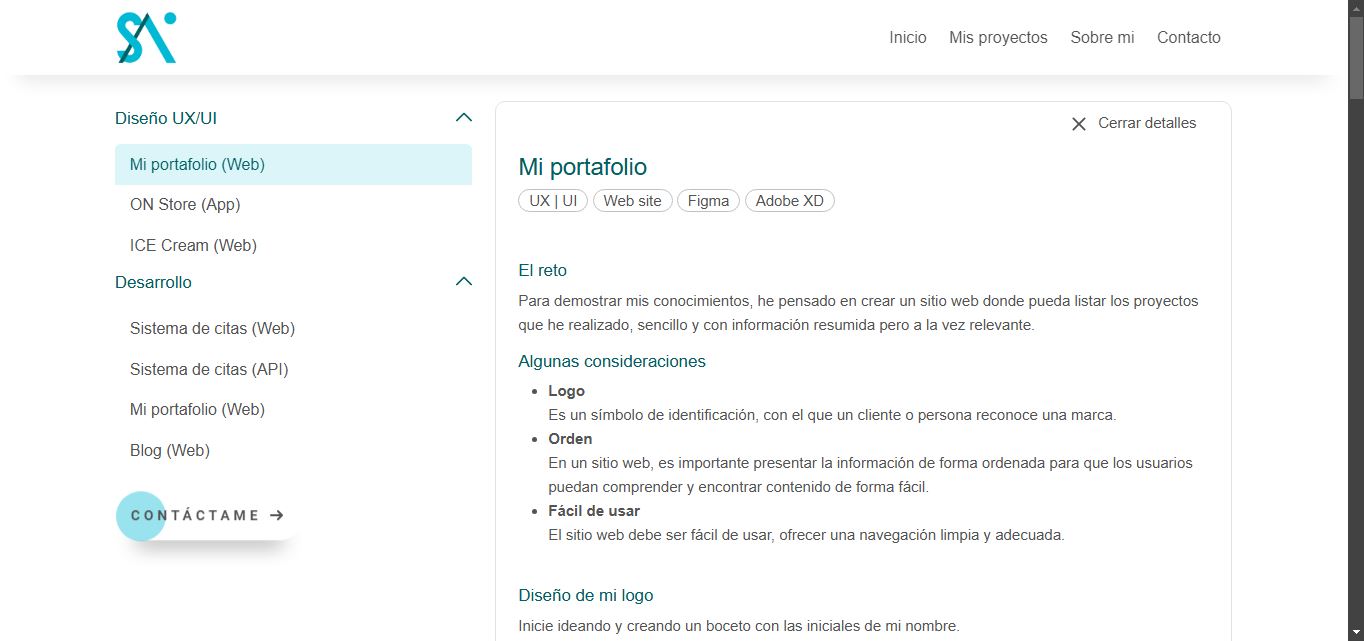 Inicio Mis proyectos Sobre mi Contacto
Diseño UX/UI
Mi portafolio (Web)
ON Store (App)
ICE Cream (Web)
Desarrollo
Sistema de citas (Web)
Sistema de citas (API)
Mi portafolio (Web)
Blog (Web)
CONTÁCTAME →
Cerrar detalles
Mi portafolio
UX | UI Web site Figma Adobe XD
El reto
Para demostrar mis conocimientos, he pensado en crear un sitio web donde pueda listar los proyectos
que he realizado, sencillo y con información resumida pero a la vez relevante.
Algunas consideraciones
• Logo
Es un símbolo de identificación, con el que un cliente o persona reconoce una marca.
• Orden
En un sitio web, es importante presentar la información de forma ordenada para que los usuarios
puedan comprender y encontrar contenido de forma fácil.
• Fácil de usar
El sitio web debe ser fácil de usar, ofrecer una navegación limpia y adecuada.
Diseño de mi logo
Inicie ideando y creando un boceto con las iniciales de mi nombre.